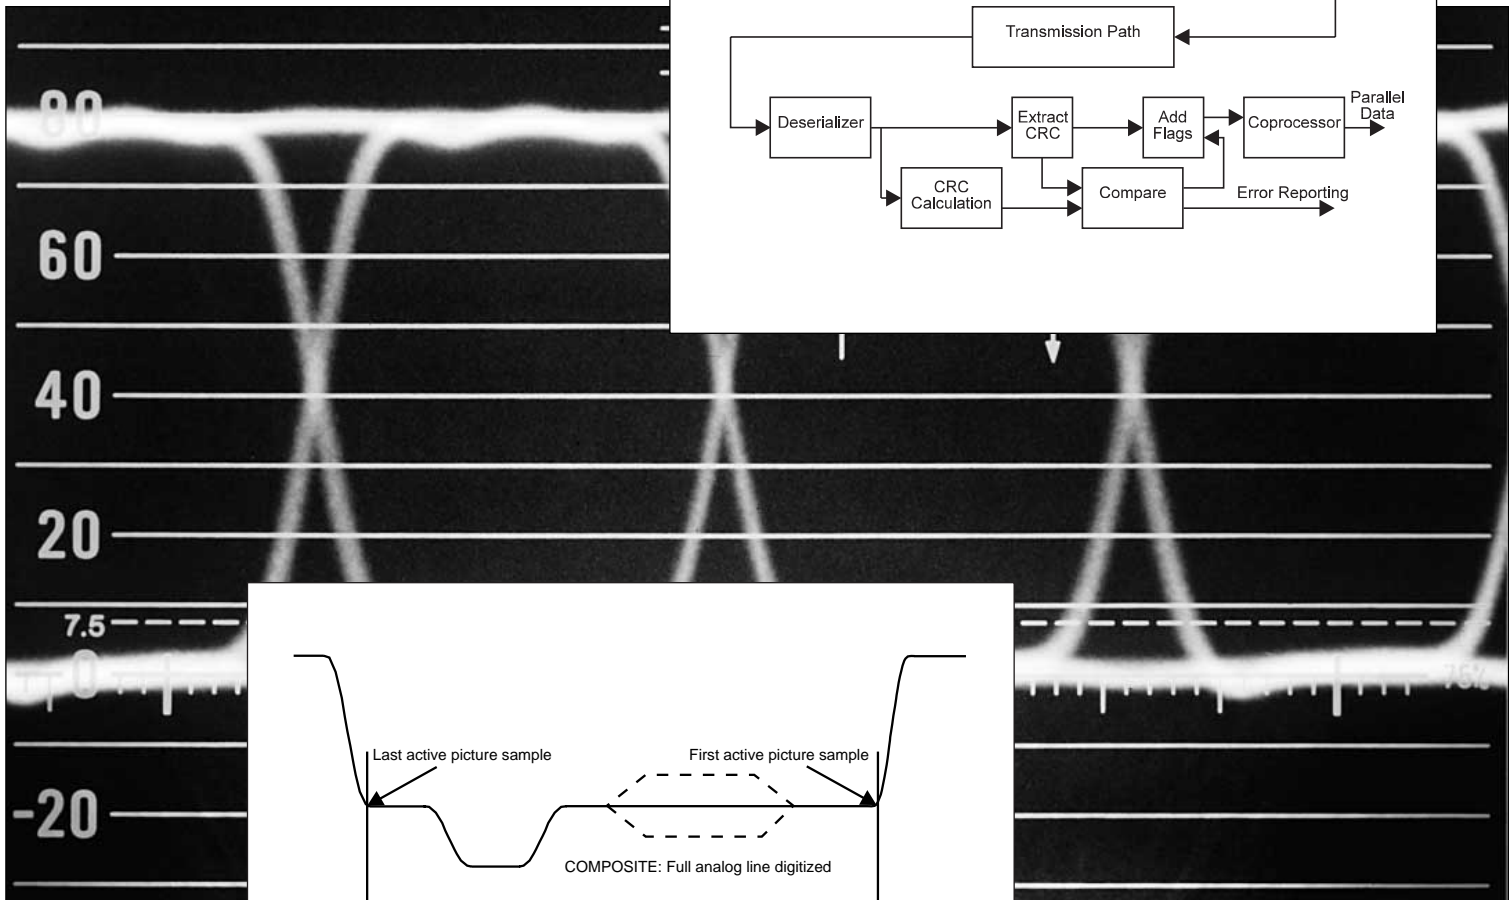 Transmission Path
80
Deserializer
Extract
CRC
Add
Flags
Coprocessor
Parallel
Data
CRC
Calculation
Compare
Error Reporting
60
40
20
7.5
0
75%
Last active picture sample
First active picture sample
-20
COMPOSITE: Full analog line digitized